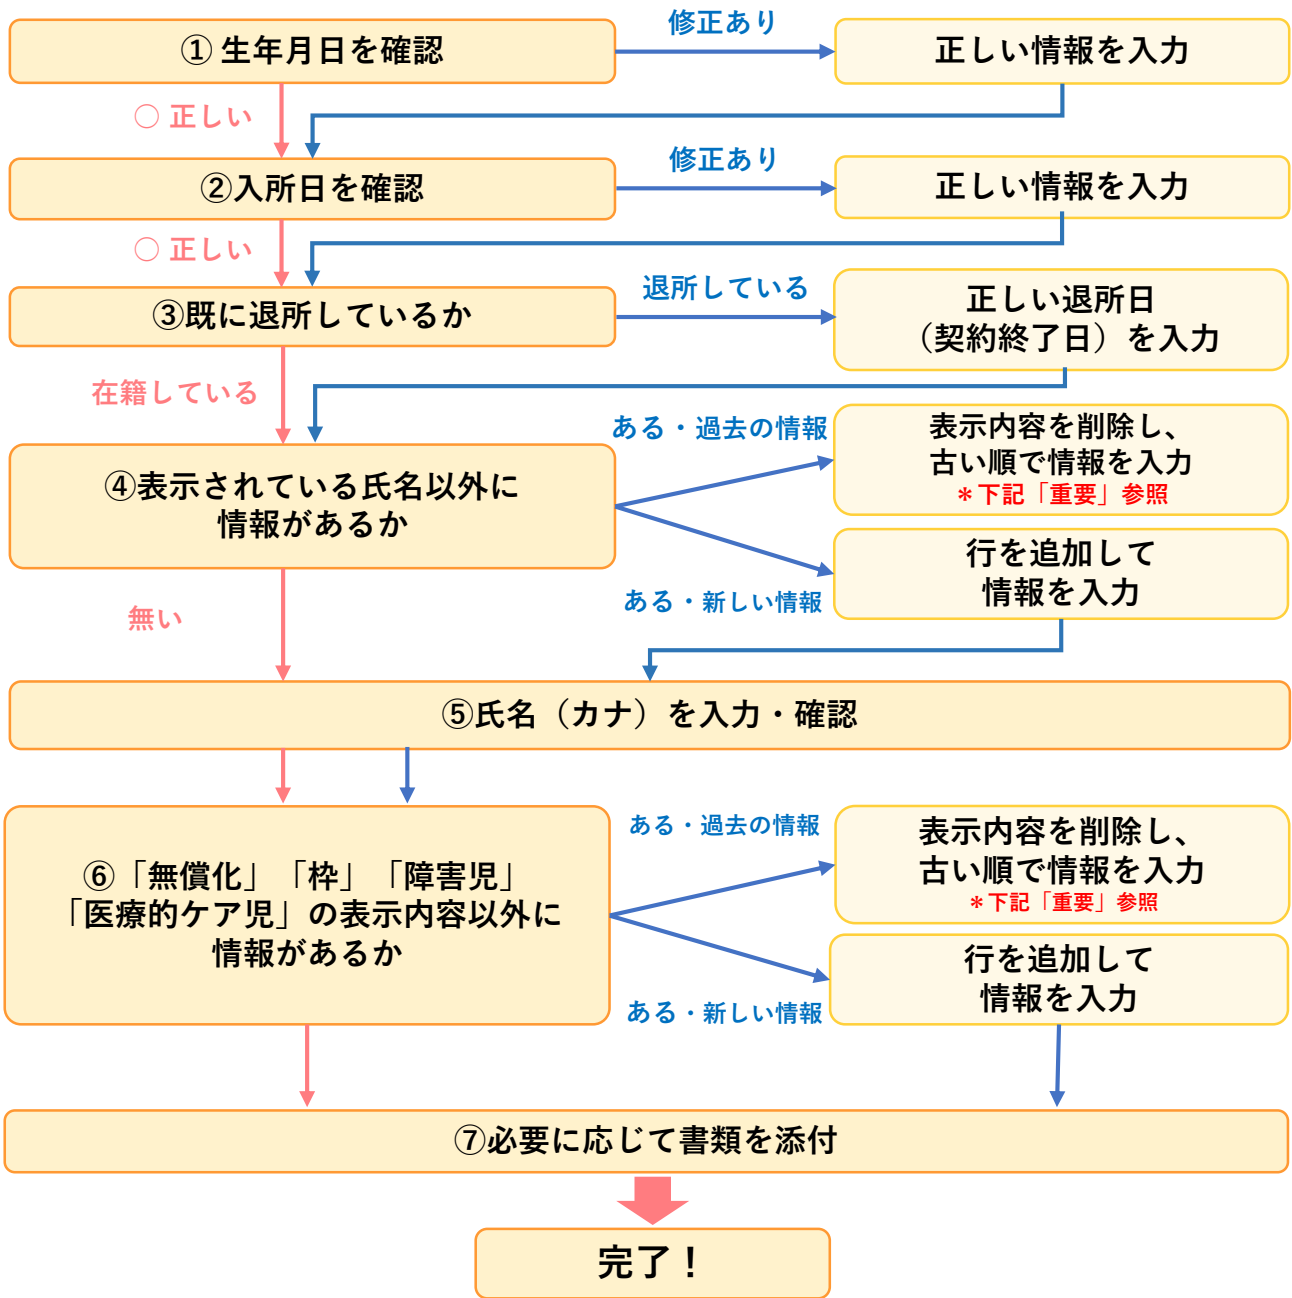 ① 生年月日を確認
修正あり
正しい情報を入力
〇 正しい
②入所日を確認
修正あり
正しい情報を入力
〇 正しい
③既に退所しているか
退所している
正しい退所日
（契約終了日）を入力
在籍している
④表示されている氏名以外に
情報があるか
ある・過去の情報
表示内容を削除し、
古い順で情報を入力
＊下記「重要」参照
ある・新しい情報
行を追加して
情報を入力
無い
⑤氏名（カナ）を入力・確認
⑥「無償化」「枠」「障害児」
「医療的ケア児」の表示内容以外に
情報があるか
ある・過去の情報
表示内容を削除し、
古い順で情報を入力
＊下記「重要」参照
ある・新しい情報
行を追加して
情報を入力
⑦必要に応じて書類を添付
完了！